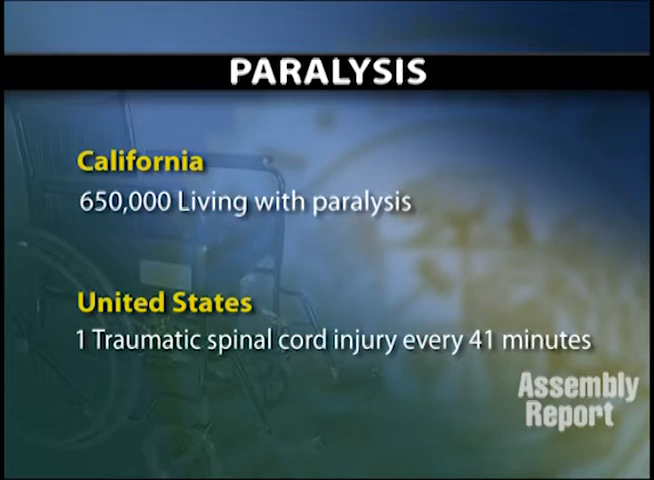 PARALYSIS
California
650,000 Living with paralysis
United States
1 Traumatic spinal cord injury every 41 minutes
Assembly
Report